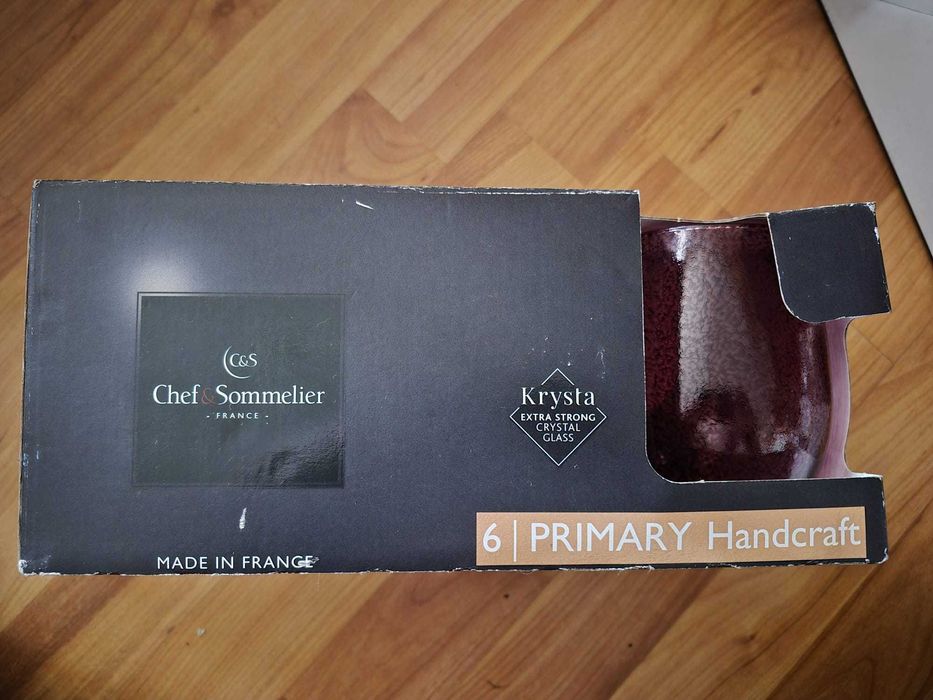 C&S
Chef&Sommelier
- FRANCE -
Krysta
EXTRA STRONG
CRYSTAL
GLASS
6 | PRIMARY Handcraft
MADE IN FRANCE